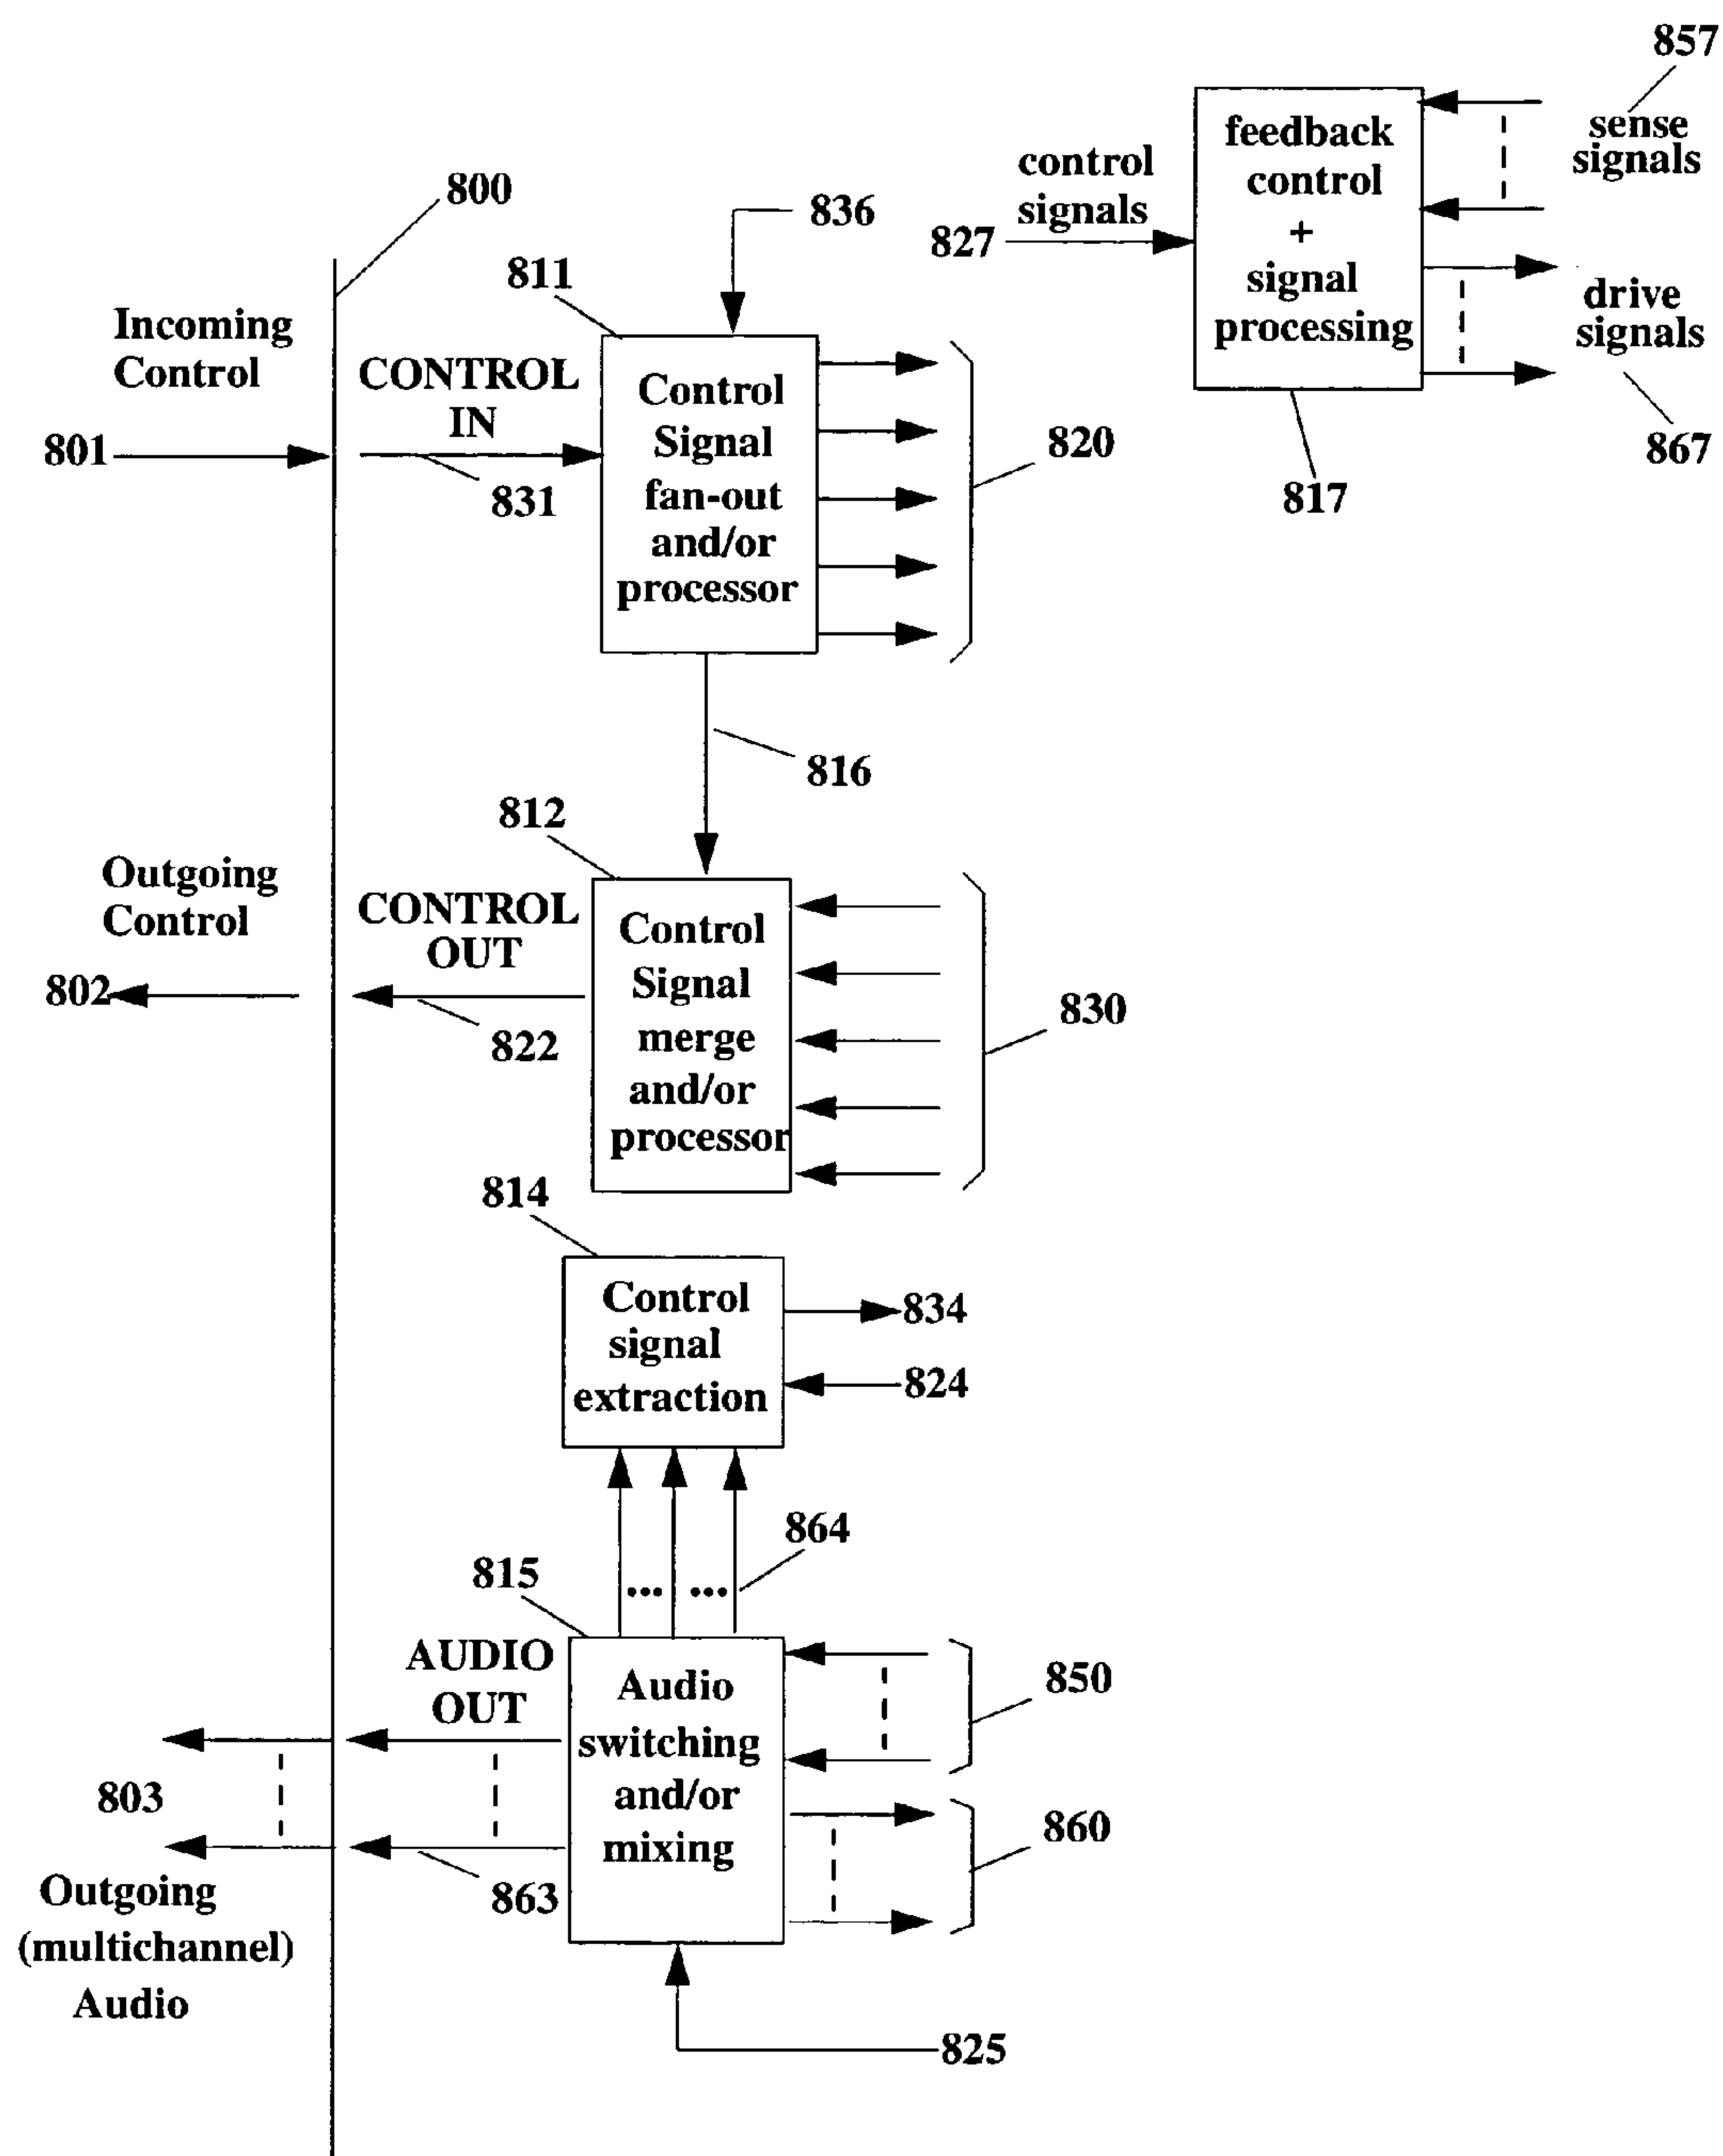 857
sense
signals
feedback
control
+
signal
processing
control
signals
827
drive
signals
867
817
800
836
811
Incoming
Control
801
CONTROL
IN
831
Control
Signal
fan-out
and/or
processor
820
816
812
Outgoing
Control
802
CONTROL
OUT
822
Control
Signal
merge
and/or
processor
830
814
Control
signal
extraction
834
824
864
815
AUDIO
OUT
Audio
switching
and/or
mixing
850
860
803
863
Outgoing
(multichannel)
Audio
825